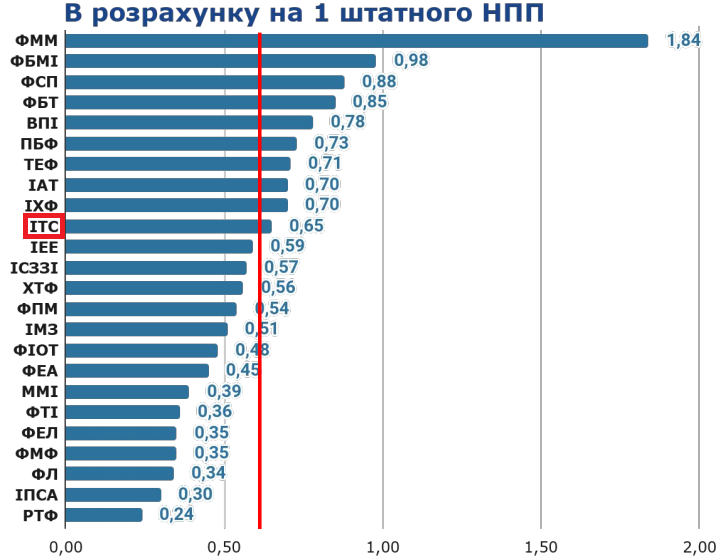 В розрахунку на 1 штатного НПП
ФММ 1,84
ФБМІ 0,98
ФСП 0,88
ФБТ 0,85
ВПІ 0,78
ПБФ 0,73
ТЕФ 0,71
ІАТ 0,70
ІХФ 0,70
ІТС 0,65
ІЕЕ 0,59
ІСЗЗІ 0,57
ХТФ 0,56
ФПМ 0,54
ІМЗ 0,51
ФІОТ 0,48
ФЕА 0,45
ММІ 0,39
ФТІ 0,36
ФЕЛ 0,35
ФМФ 0,35
ФЛ 0,34
ІПСА 0,30
РТФ 0,24
0,00 0,50 1,00 1,50 2,00